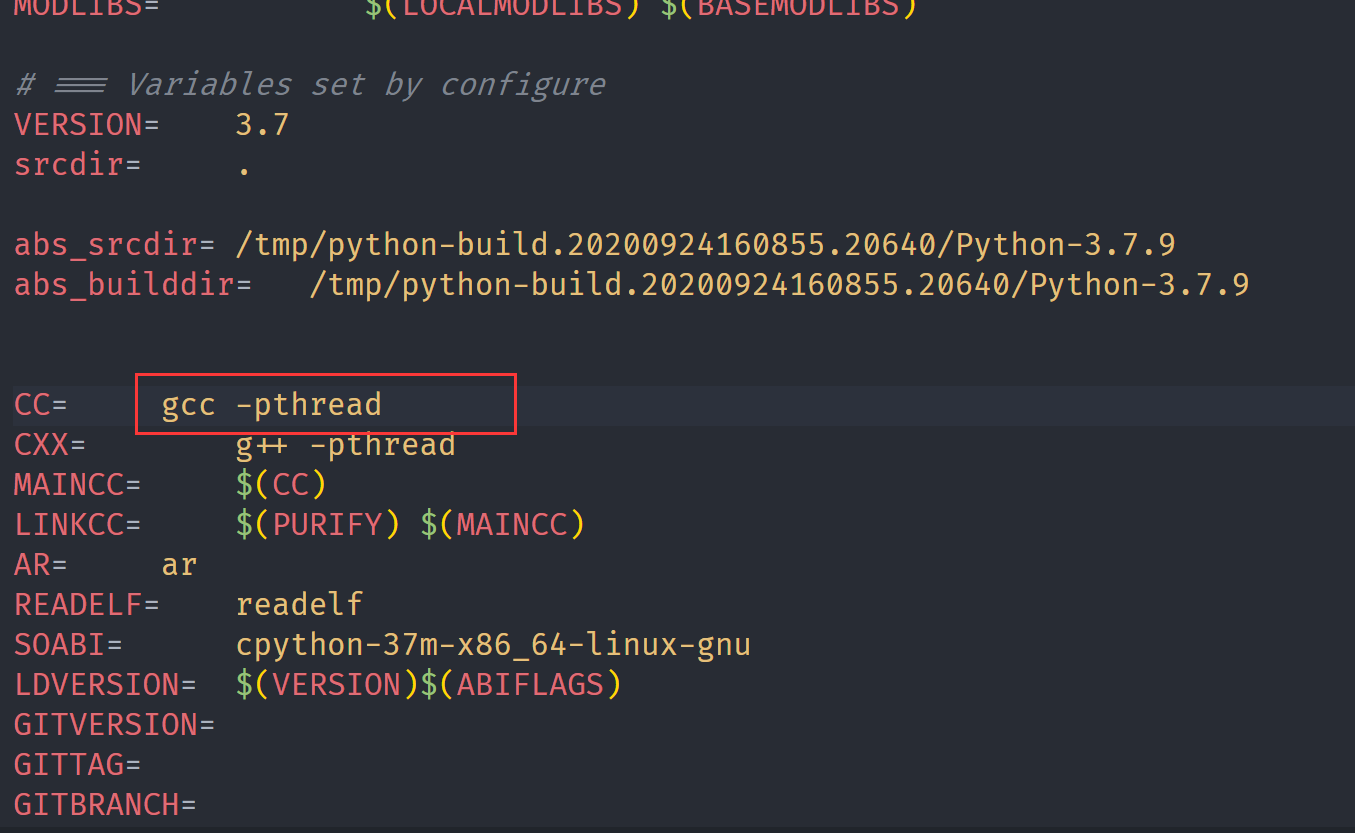 MODLIBS= $(LOCALMODLIBS) $(BASEMODLIBS)
# === Variables set by configure
VERSION= 3.7
srcdir= .
abs_srcdir= /tmp/python-build.20200924160855.20640/Python-3.7.9
abs_builddir= /tmp/python-build.20200924160855.20640/Python-3.7.9
CC= gcc -pthread
CXX= g++ -pthread
MAINCC= $(CC)
LINKCC= $(PURIFY) $(MAINCC)
AR= ar
READELF= readelf
SOABI= cpython-37m-x86_64-linux-gnu
LDVERSION= $(VERSION)$(ABIFLAGS)
GITVERSION=
GITTAG=
GITBRANCH=